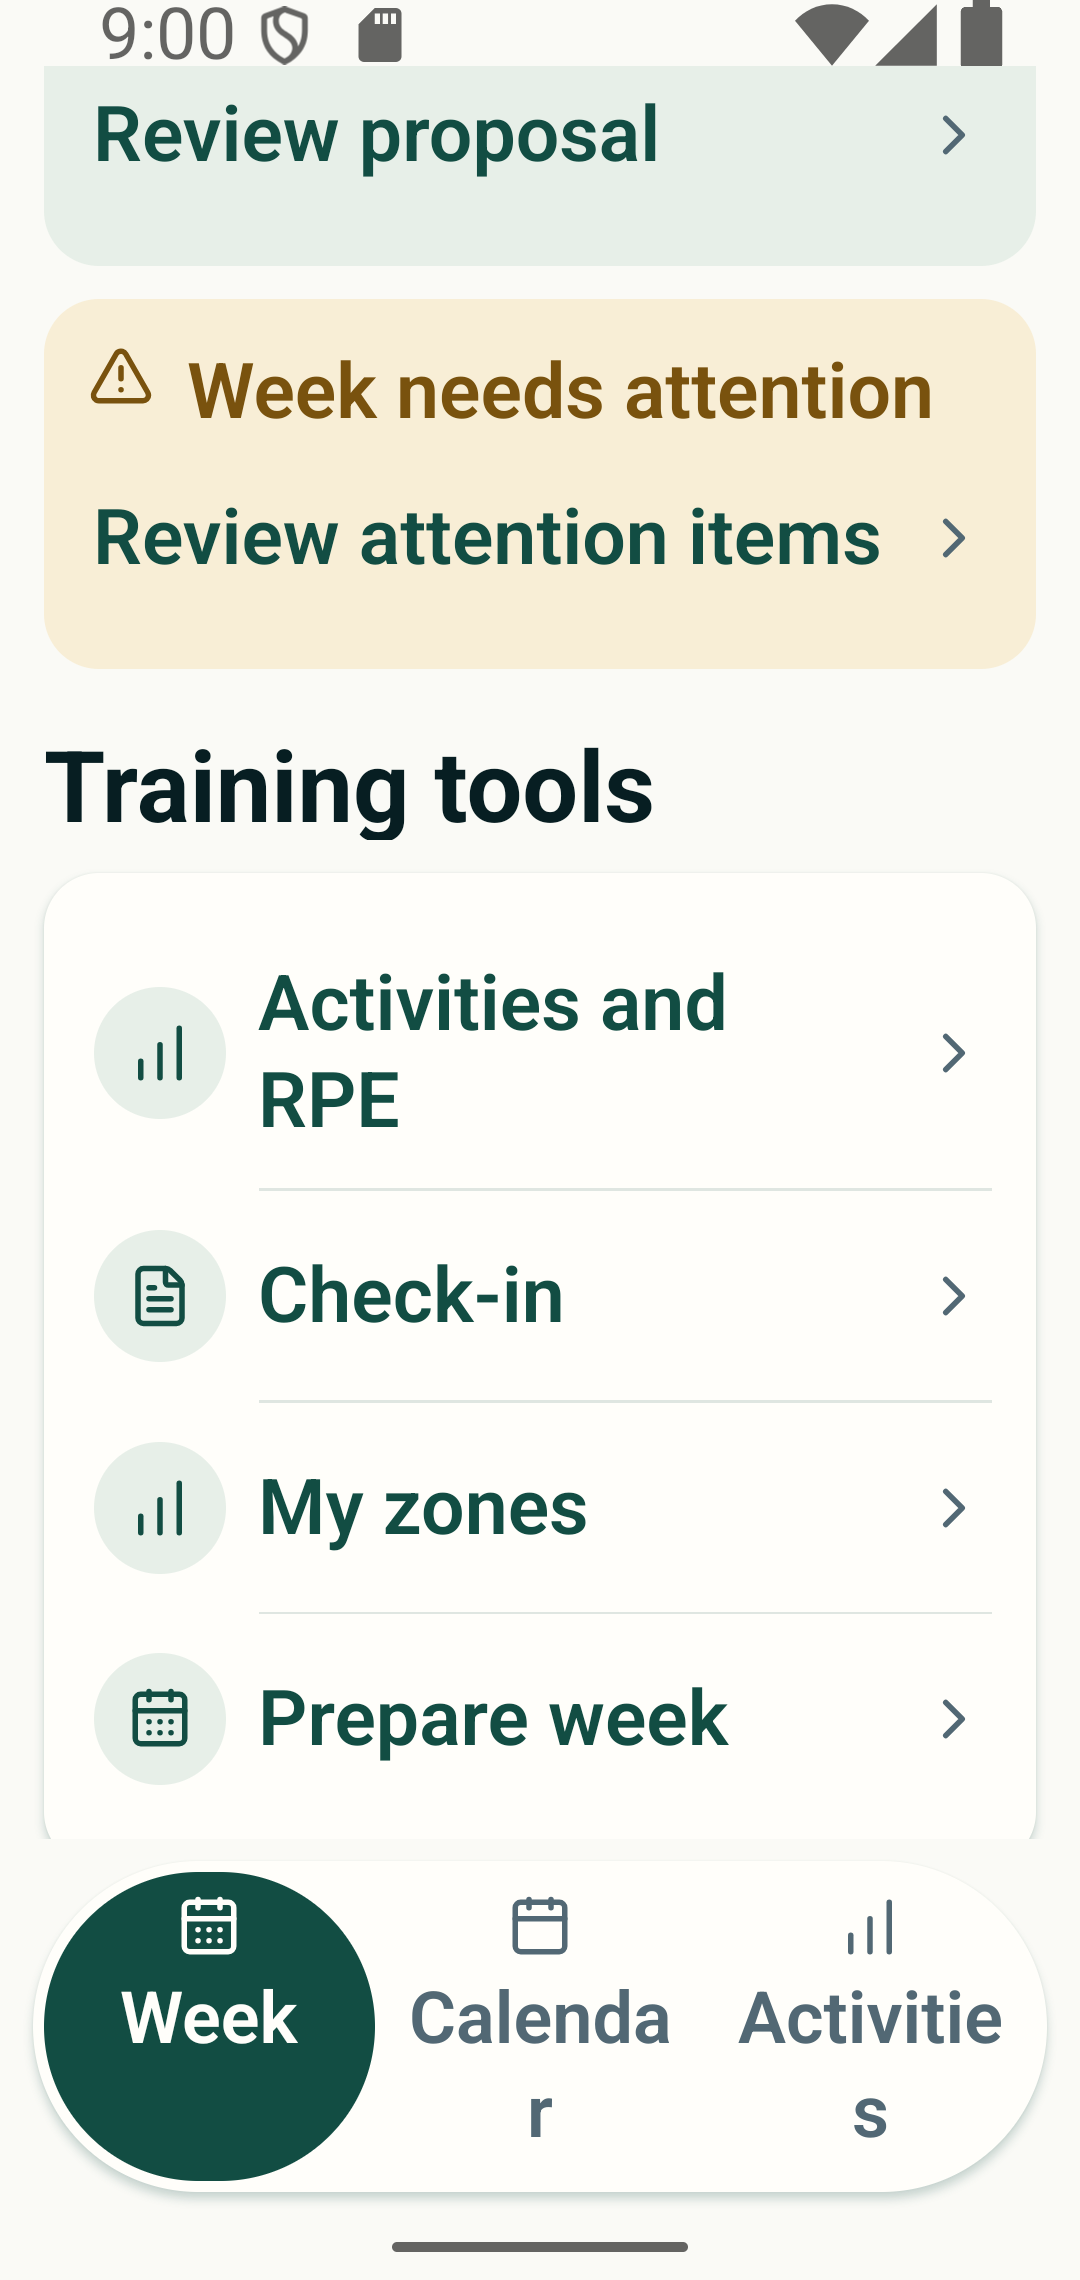 9:00
Review proposal
Week needs attention
Review attention items
Training tools
Activities and
RPE
Check-in
My zones
Prepare week
Week
Calenda
r
Activitie
s